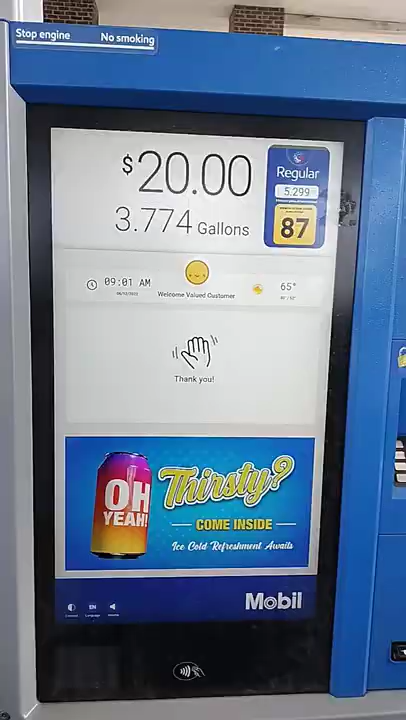 Stop engine No smoking
$20.00
Regular
5.299
87
3.774 Gallons
09:01 AM
Welcome Valued Customer
65°
Thank you!
OH
YEAH!
Thirsty?
COME INSIDE
Ice Cold Refreshment Awaits
EN
Language
Mobil